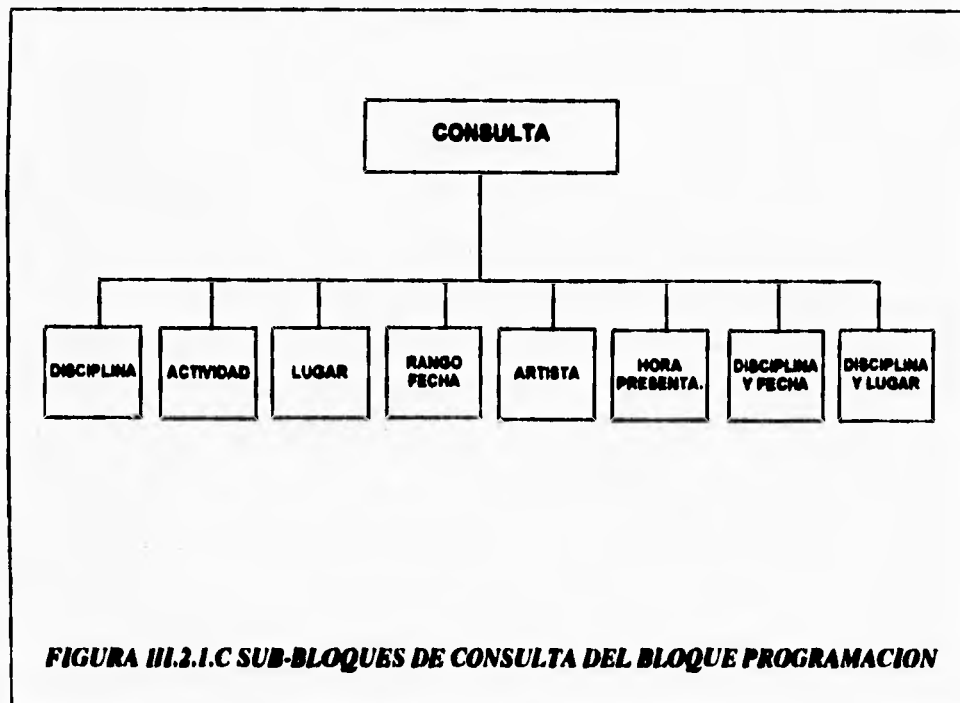 CONSULTA
DISCIPLINA
ACTIVIDAD
LUGAR
RANGO
FECHA
ARTISTA
HORA
PRESENTA.
DISCIPLINA
Y FECHA
DISCIPLINA
Y LUGAR
FIGURA III.2.1.C SUB-BLOQUES DE CONSULTA DEL BLOQUE PROGRAMACION